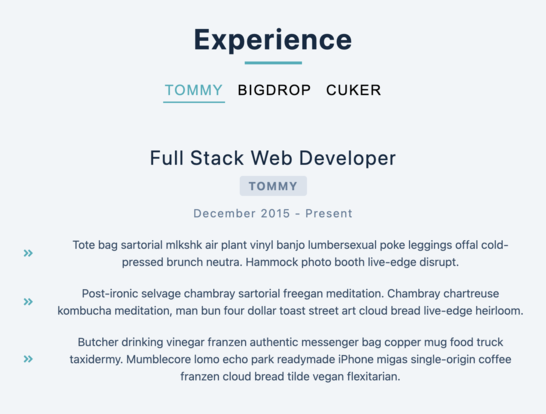 Experience
TOMMY BIGDROP CUKER
Full Stack Web Developer
TOMMY
December 2015 - Present
» Tote bag sartorial mlkshk air plant vinyl banjo lumbersexual poke leggings offal cold-
pressed brunch neutra. Hammock photo booth live-edge disrupt.
» Post-ironic selvage chambray sartorial freegan meditation. Chambray chartreuse
kombucha meditation, man bun four dollar toast street art cloud bread live-edge heirloom.
» Butcher drinking vinegar franzen authentic messenger bag copper mug food truck
taxidermy. Mumblecore lomo echo park readymade iPhone migas single-origin coffee
franzen cloud bread tilde vegan flexitarian.